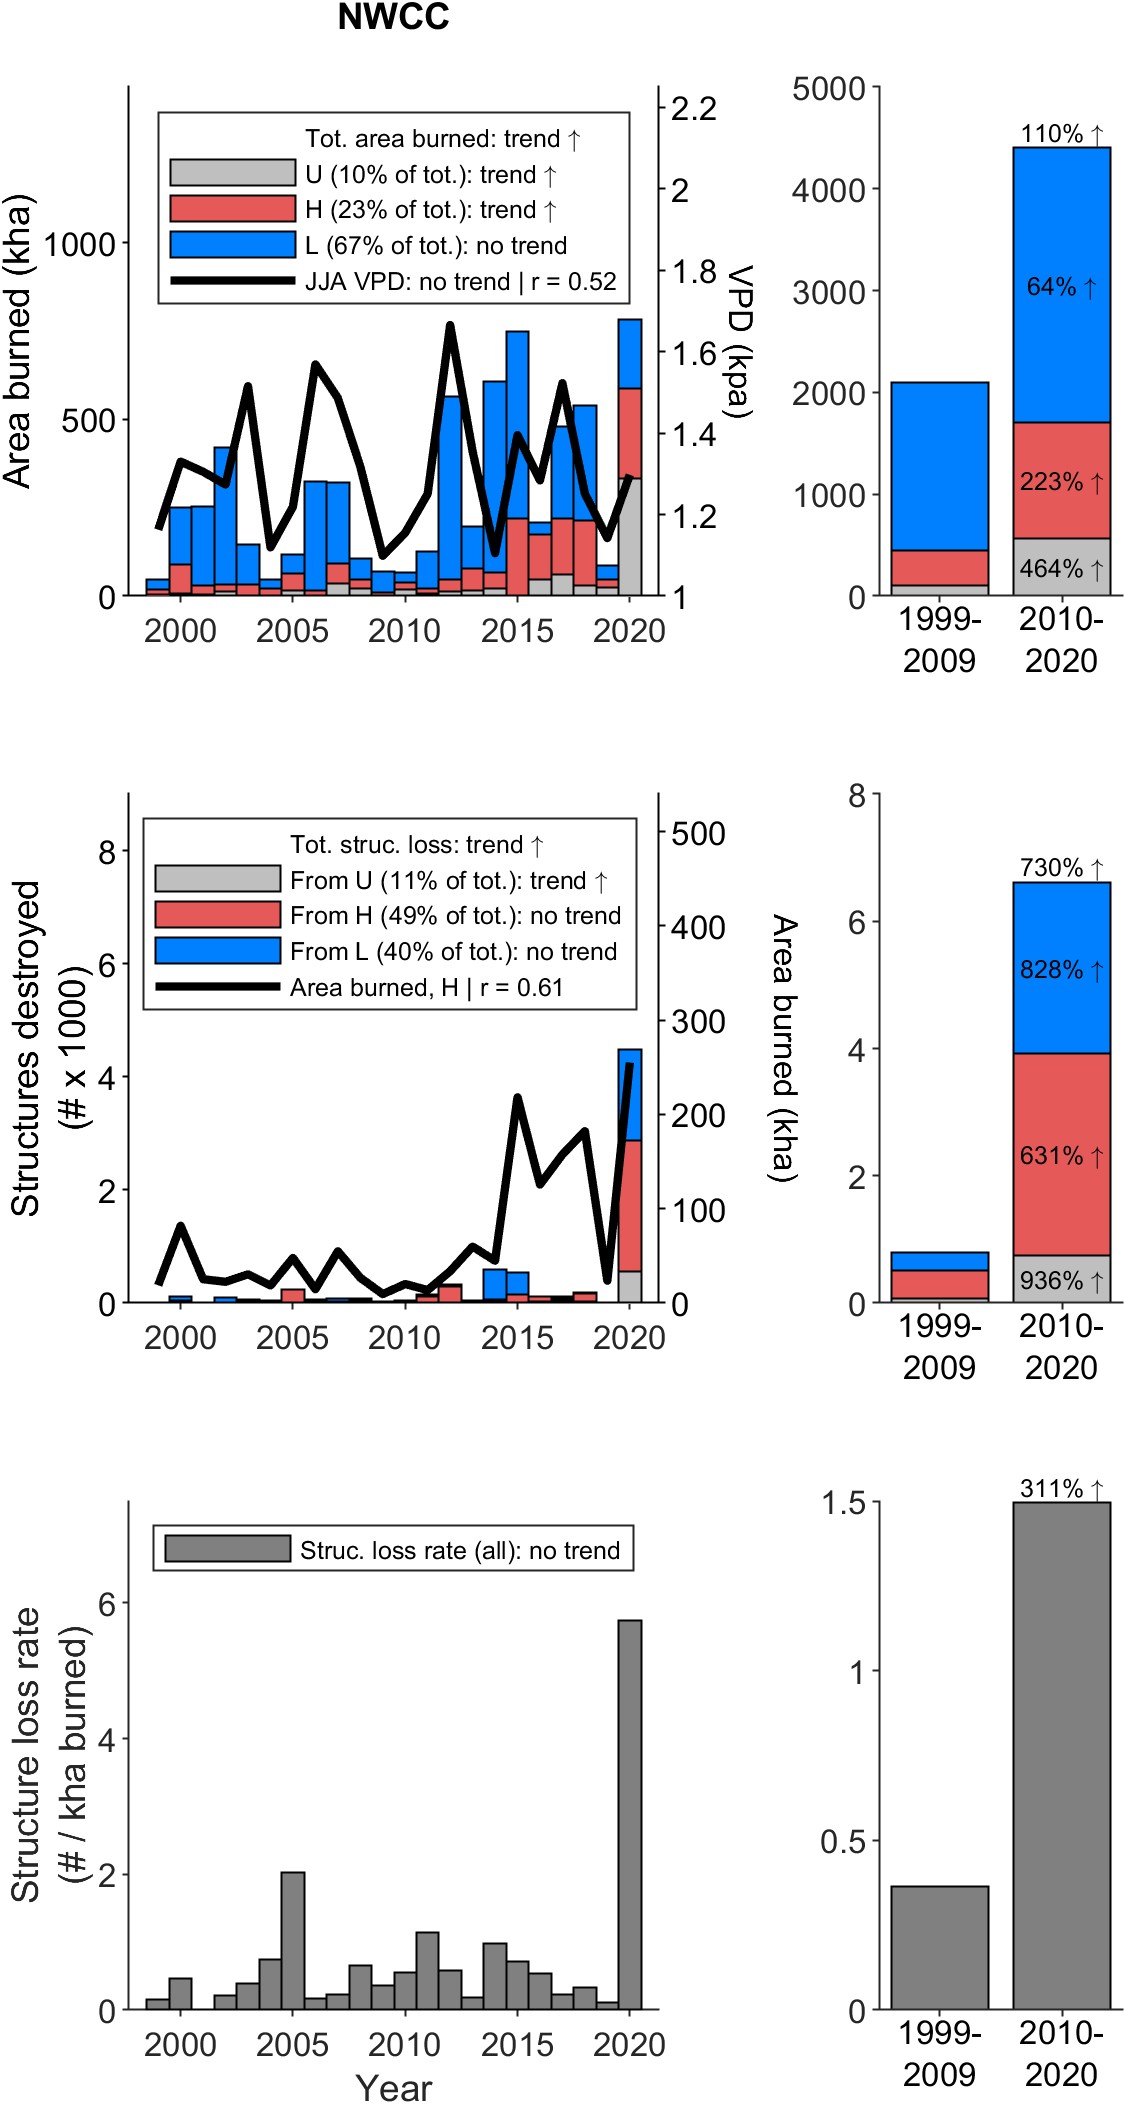 NWCC
Area burned (kha)
1000
500
0
Tot. area burned: trend ↑
U (10% of tot.): trend ↑
H (23% of tot.): trend ↑
L (67% of tot.): no trend
JJA VPD: no trend | r = 0.52
2.2
2
1.8
1.6
1.4
1.2
1
VPD (kpa)
2000 2005 2010 2015 2020
5000
4000
3000
2000
1000
0
110% ↑
64% ↑
223% ↑
464% ↑
1999- 2010-
2009 2020
Structures destroyed
(# x 1000)
8
6
4
2
0
Tot. struc. loss: trend ↑
From U (11% of tot.): trend ↑
From H (49% of tot.): no trend
From L (40% of tot.): no trend
Area burned, H | r = 0.61
500
400
300
200
100
0
Area burned (kha)
2000 2005 2010 2015 2020
8
6
4
2
0
730% ↑
828% ↑
631% ↑
936% ↑
1999- 2010-
2009 2020
Structure loss rate
(# / kha burned)
6
4
2
0
Struc. loss rate (all): no trend
2000 2005 2010 2015 2020
Year
1.5
1
0.5
0
311% ↑
1999- 2010-
2009 2020